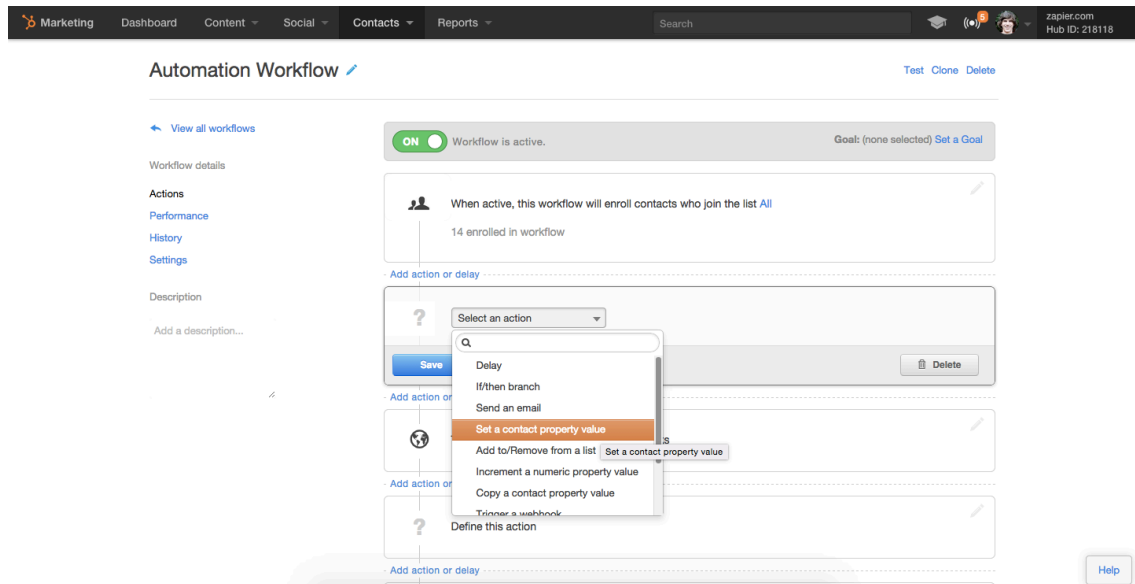 Marketing Dashboard Content Social Contacts Reports Search 5 zapier.com
Hub ID: 218118
Automation Workflow Test Clone Delete
View all workflows
ON Workflow is active. Goal: (none selected) Set a Goal
Workflow details
Actions
When active, this workflow will enroll contacts who join the list All
Performance
14 enrolled in workflow
History
Settings
Add action or delay
Description
Add a description...
? Select an action
Delay
Save Delete
If/then branch
Add action or
Send an email
Set a contact property value
Add to/Remove from a list Set a contact property value
Increment a numeric property value
Add action or
Copy a contact property value
Trigger a webhook
? Define this action
Add action or delay
Help